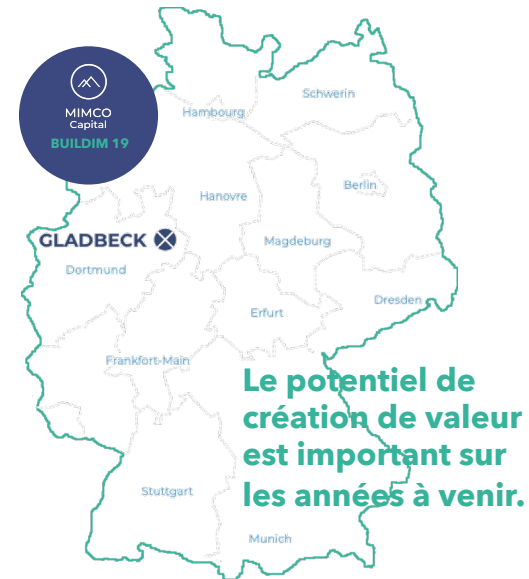 MIMCO
Capital
BUILDIM 19
Schwerin
Hambourg
Berlin
Hanovre
GLADBECK
Magdeburg
Dortmund
Dresden
Erfurt
Frankfort-Main
Le potentiel de
création de valeur
est important sur
les années à venir.
Stuttgart
Munich